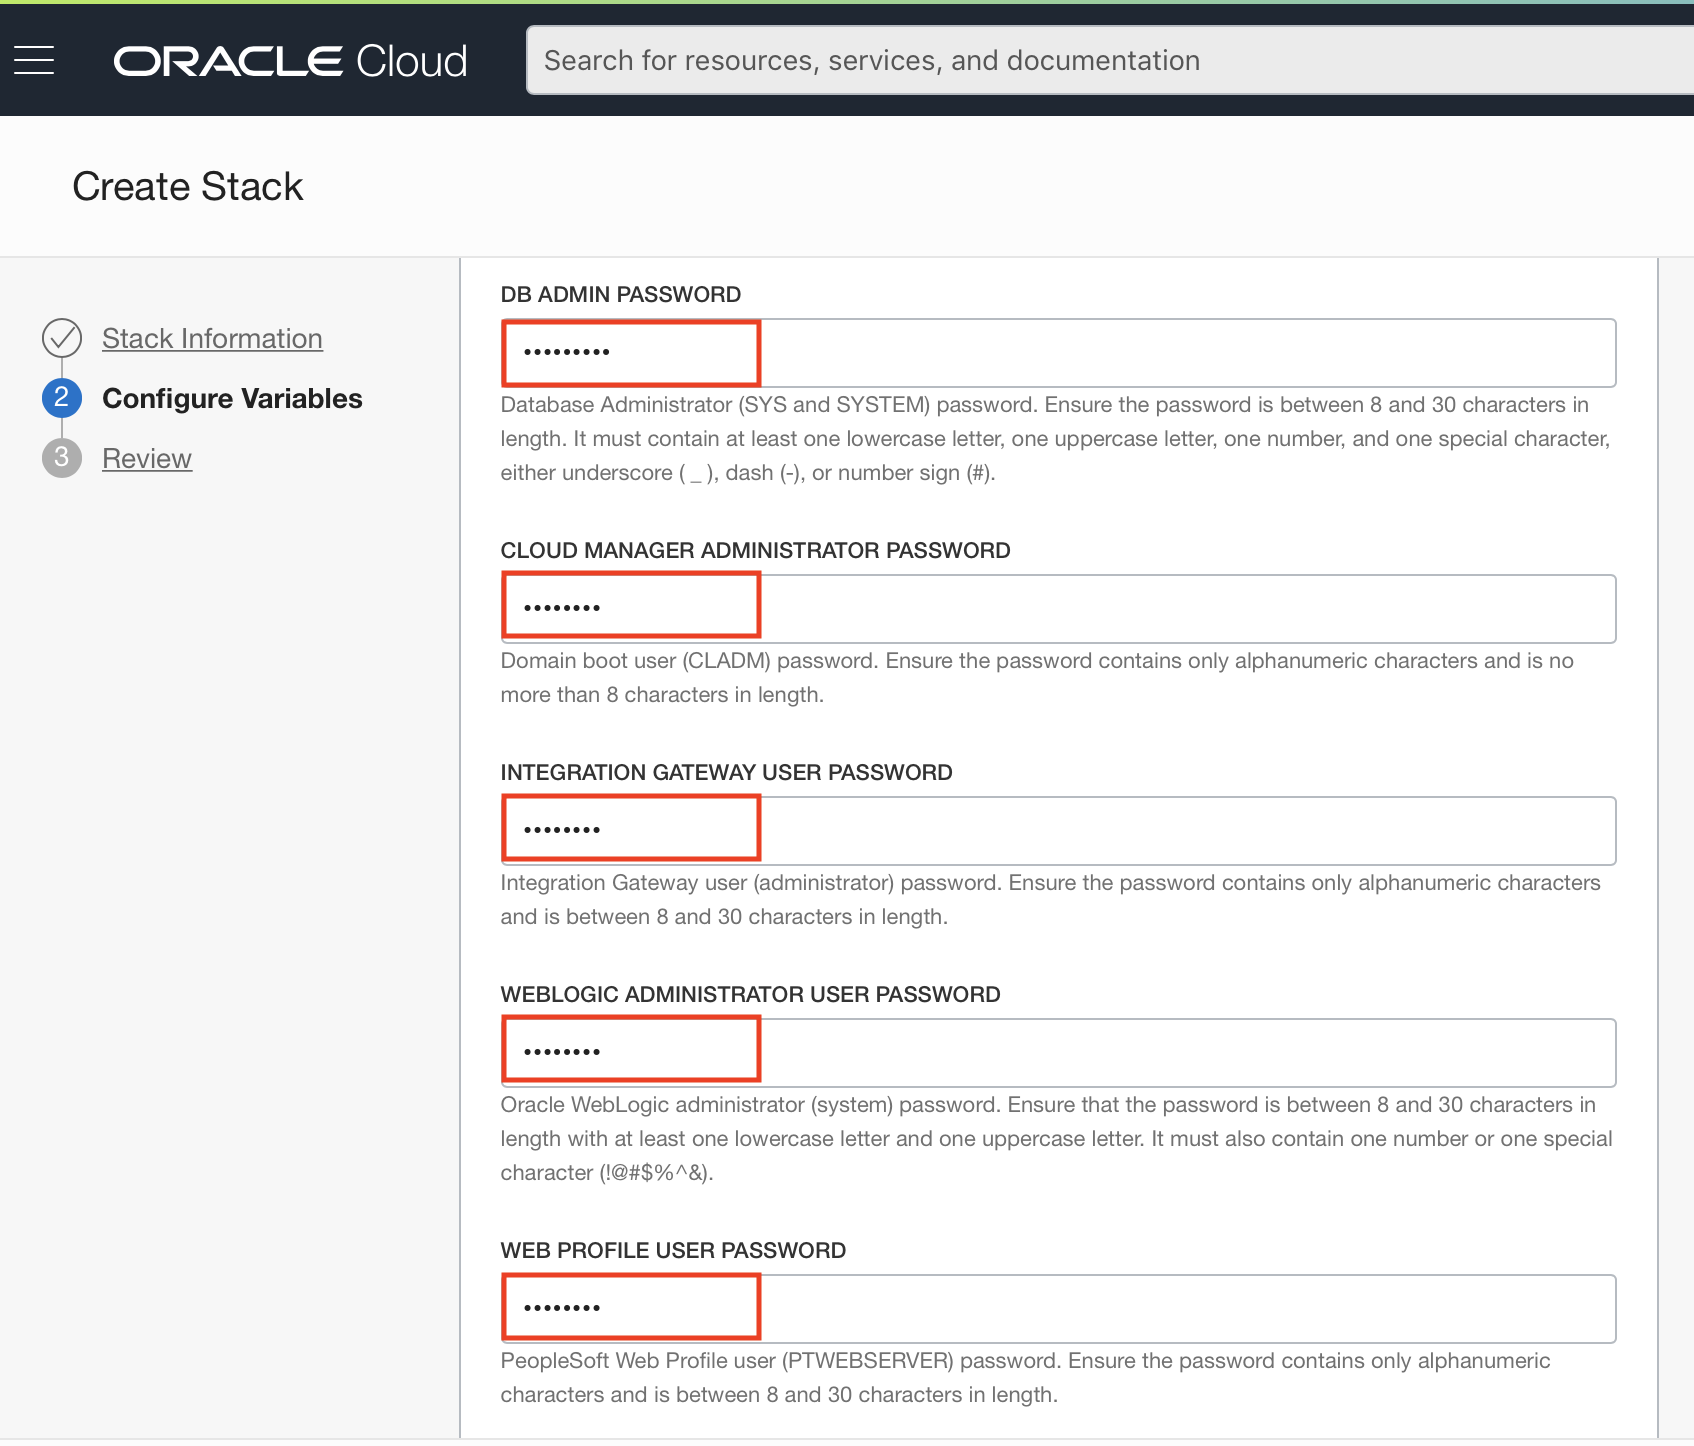 ORACLE Cloud
Search for resources, services, and documentation
Create Stack
Stack Information
2 Configure Variables
3 Review
DB ADMIN PASSWORD
•••••••••
Database Administrator (SYS and SYSTEM) password. Ensure the password is between 8 and 30 characters in
length. It must contain at least one lowercase letter, one uppercase letter, one number, and one special character,
either underscore ( _ ), dash (-), or number sign (#).
CLOUD MANAGER ADMINISTRATOR PASSWORD
••••••••
Domain boot user (CLADM) password. Ensure the password contains only alphanumeric characters and is no
more than 8 characters in length.
INTEGRATION GATEWAY USER PASSWORD
••••••••
Integration Gateway user (administrator) password. Ensure the password contains only alphanumeric characters
and is between 8 and 30 characters in length.
WEBLOGIC ADMINISTRATOR USER PASSWORD
••••••••
Oracle WebLogic administrator (system) password. Ensure that the password is between 8 and 30 characters in
length with at least one lowercase letter and one uppercase letter. It must also contain one number or one special
character (!@#$%^&).
WEB PROFILE USER PASSWORD
••••••••
PeopleSoft Web Profile user (PTWEBSERVER) password. Ensure the password contains only alphanumeric
characters and is between 8 and 30 characters in length.